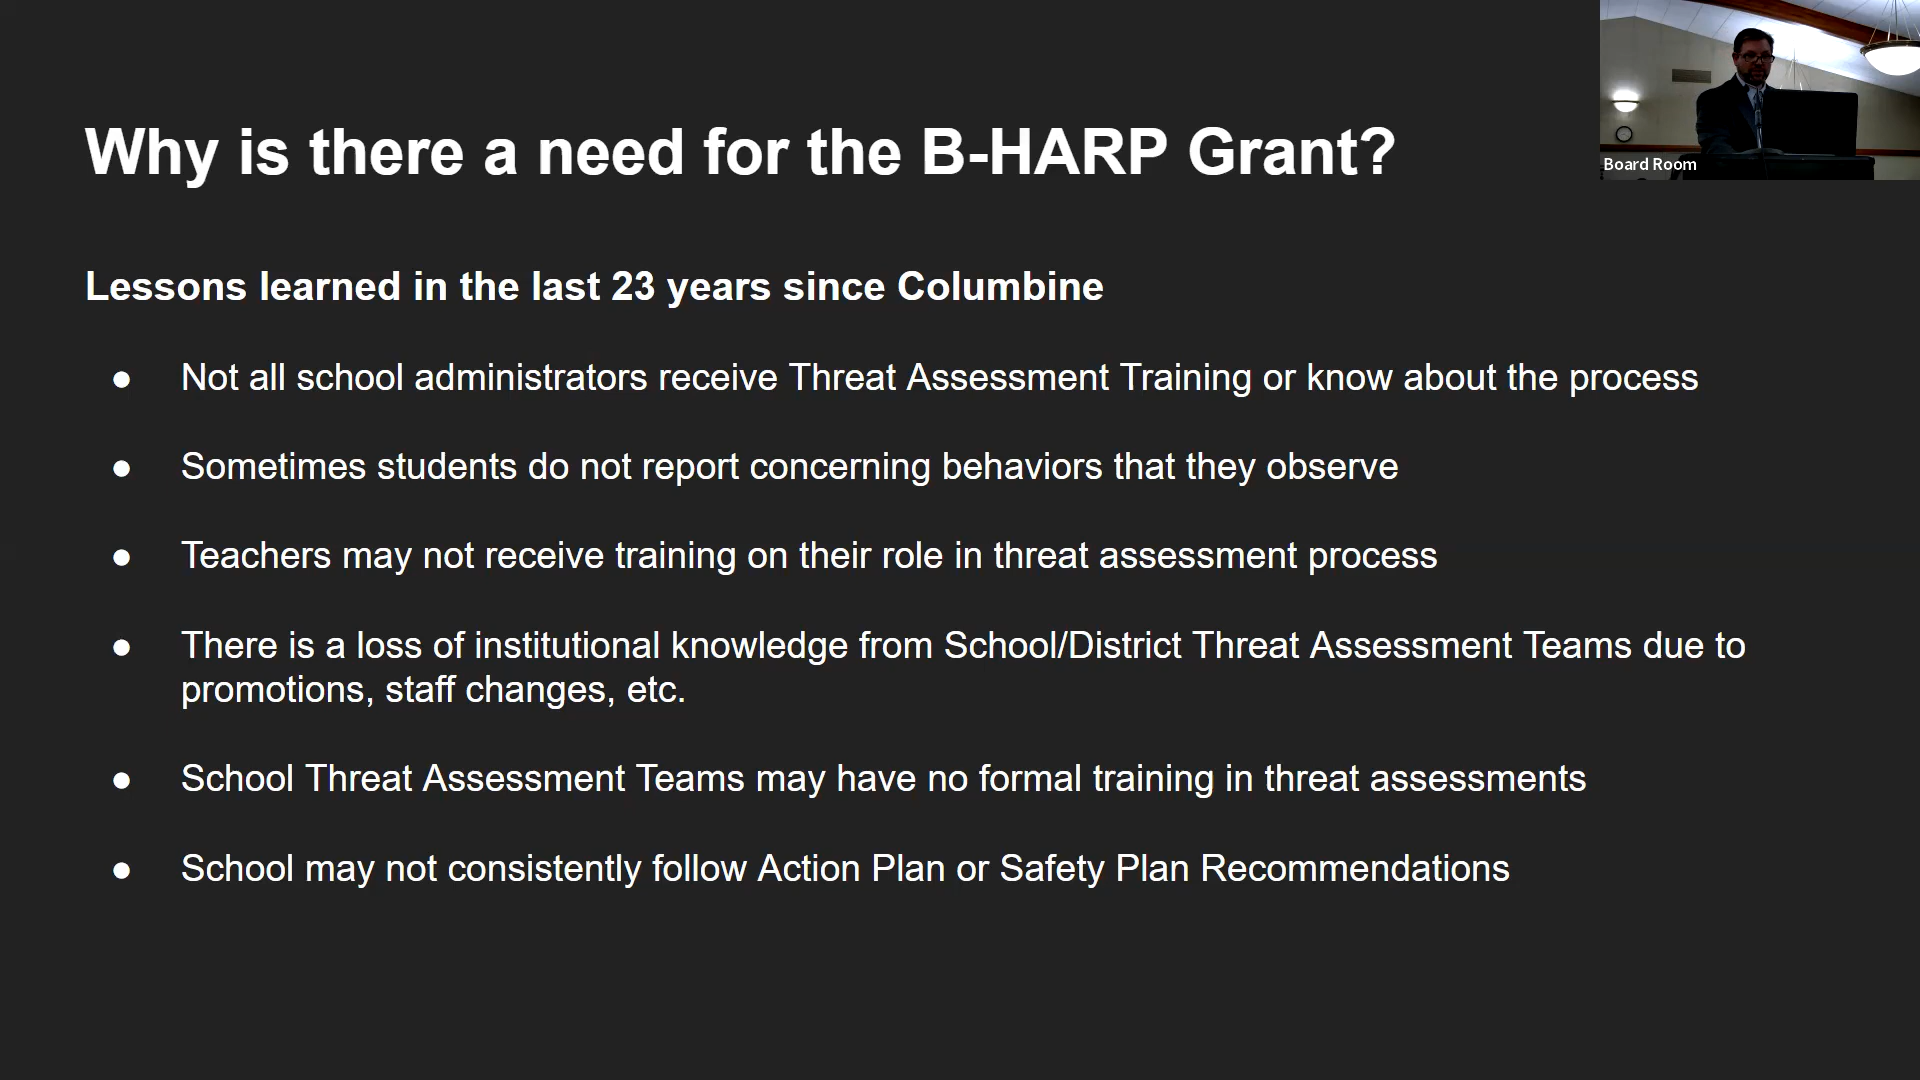 Board Room
Why is there a need for the B-HARP Grant?
Lessons learned in the last 23 years since Columbine
● Not all school administrators receive Threat Assessment Training or know about the process
● Sometimes students do not report concerning behaviors that they observe
● Teachers may not receive training on their role in threat assessment process
● There is a loss of institutional knowledge from School/District Threat Assessment Teams due to
promotions, staff changes, etc.
● School Threat Assessment Teams may have no formal training in threat assessments
● School may not consistently follow Action Plan or Safety Plan Recommendations